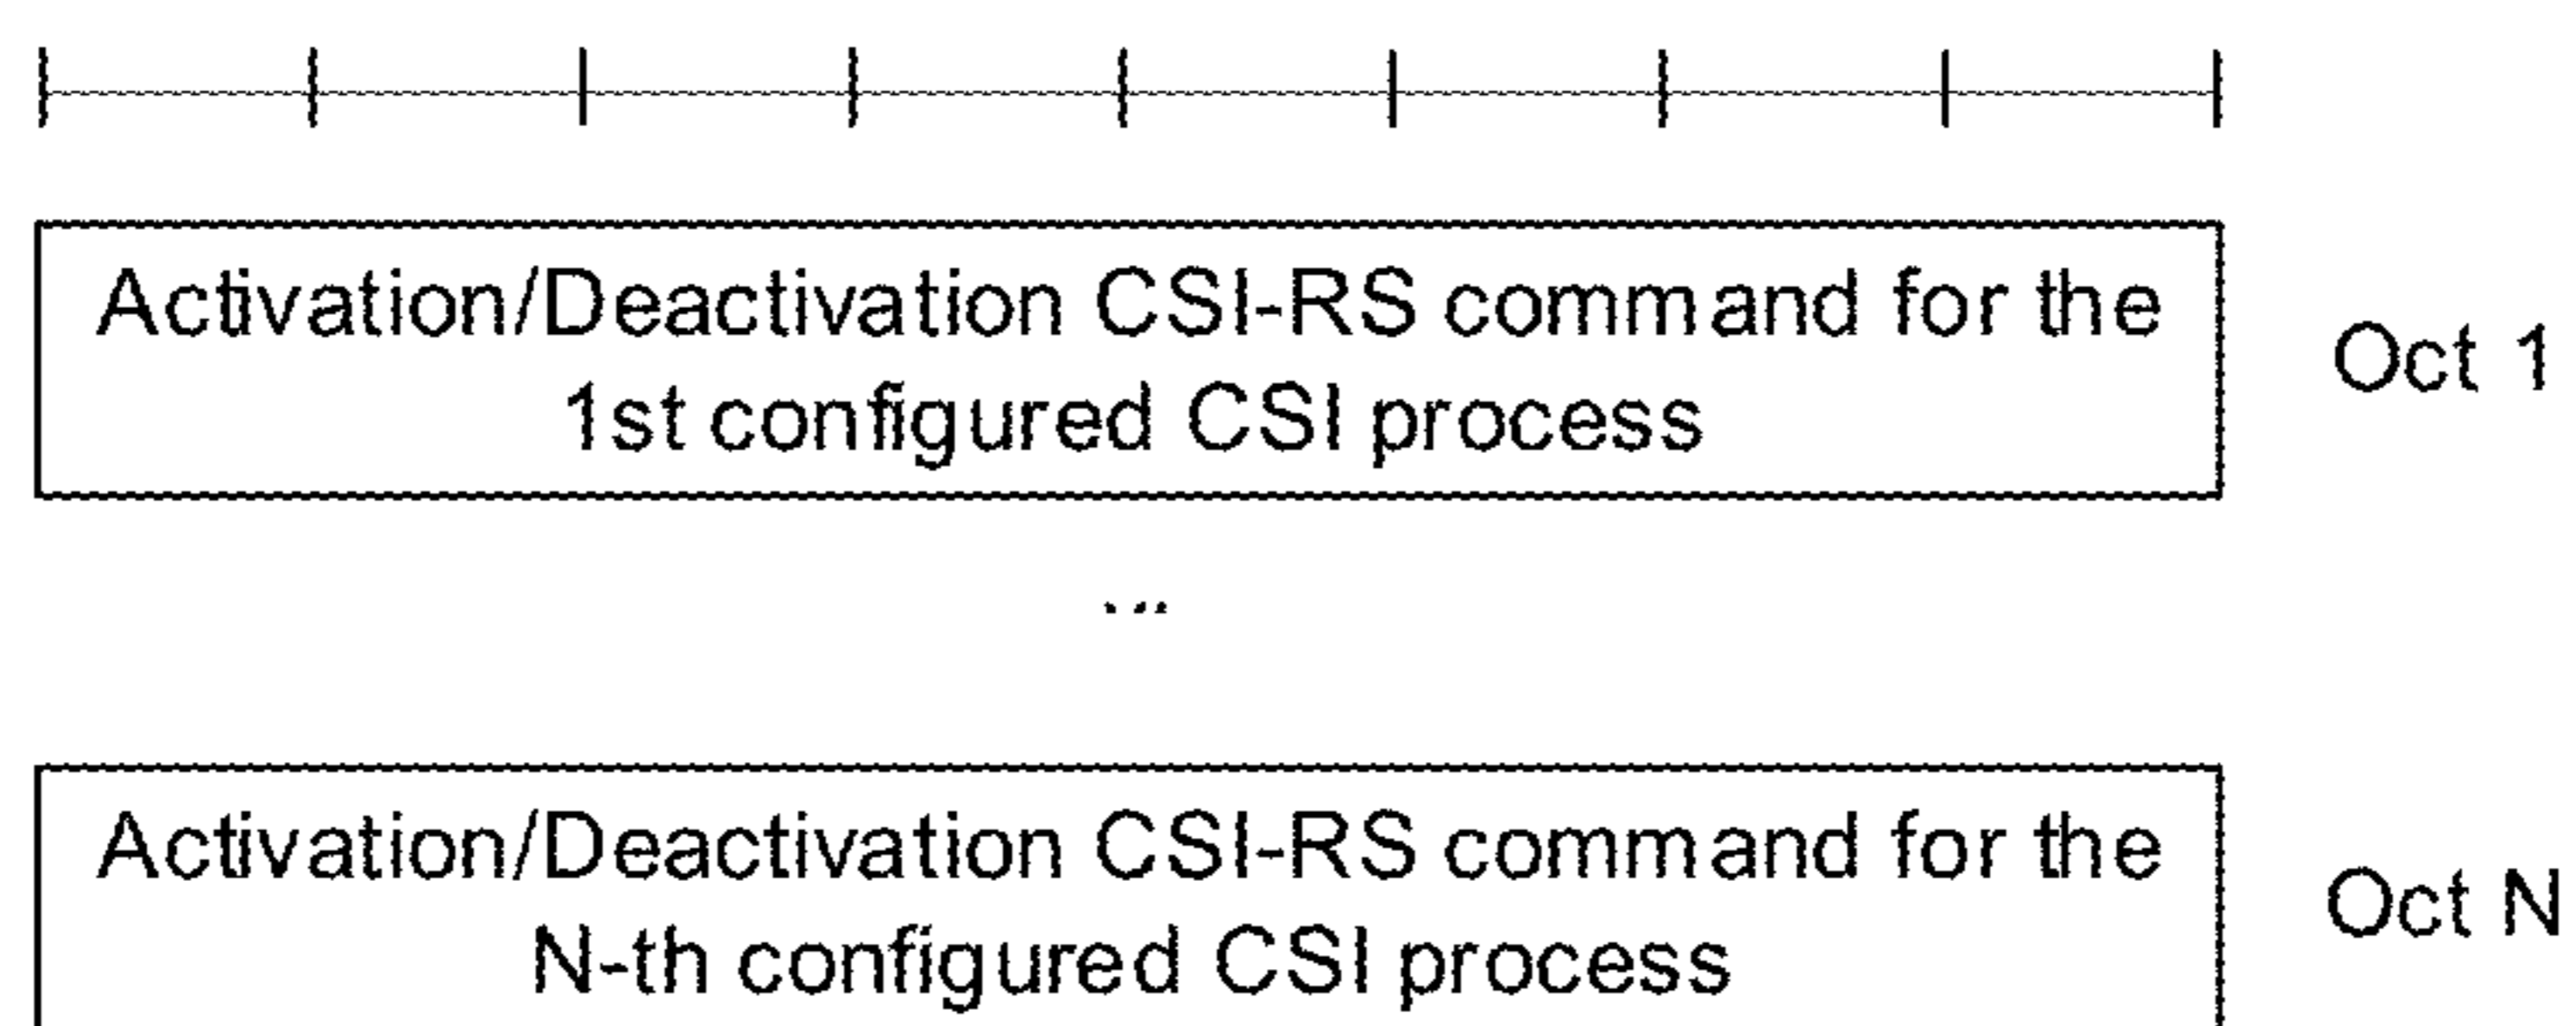 Activation/Deactivation CSI-RS command for the
1st configured CSI process
Oct 1
...
Activation/Deactivation CSI-RS command for the
N-th configured CSI process
Oct N